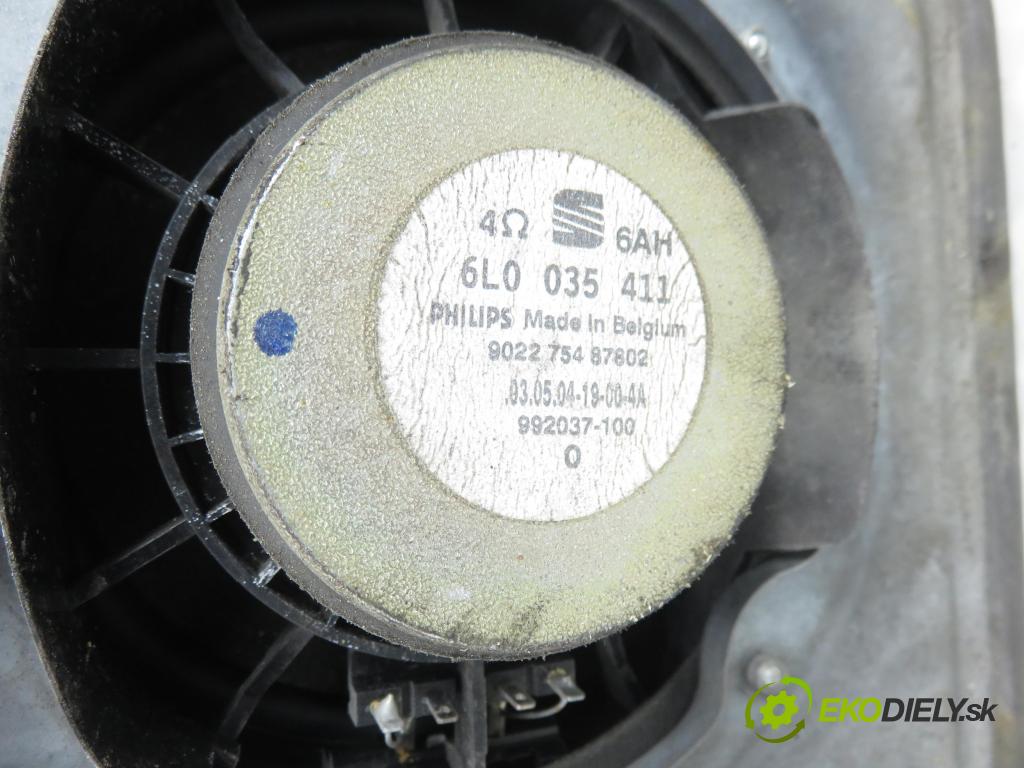 4Ω 6AH
6L0 035 411
PHILIPS Made in Belgium
9022 754 87802
.03.05.04-19-00-4A
992037-100
0
EKODIELY.sk